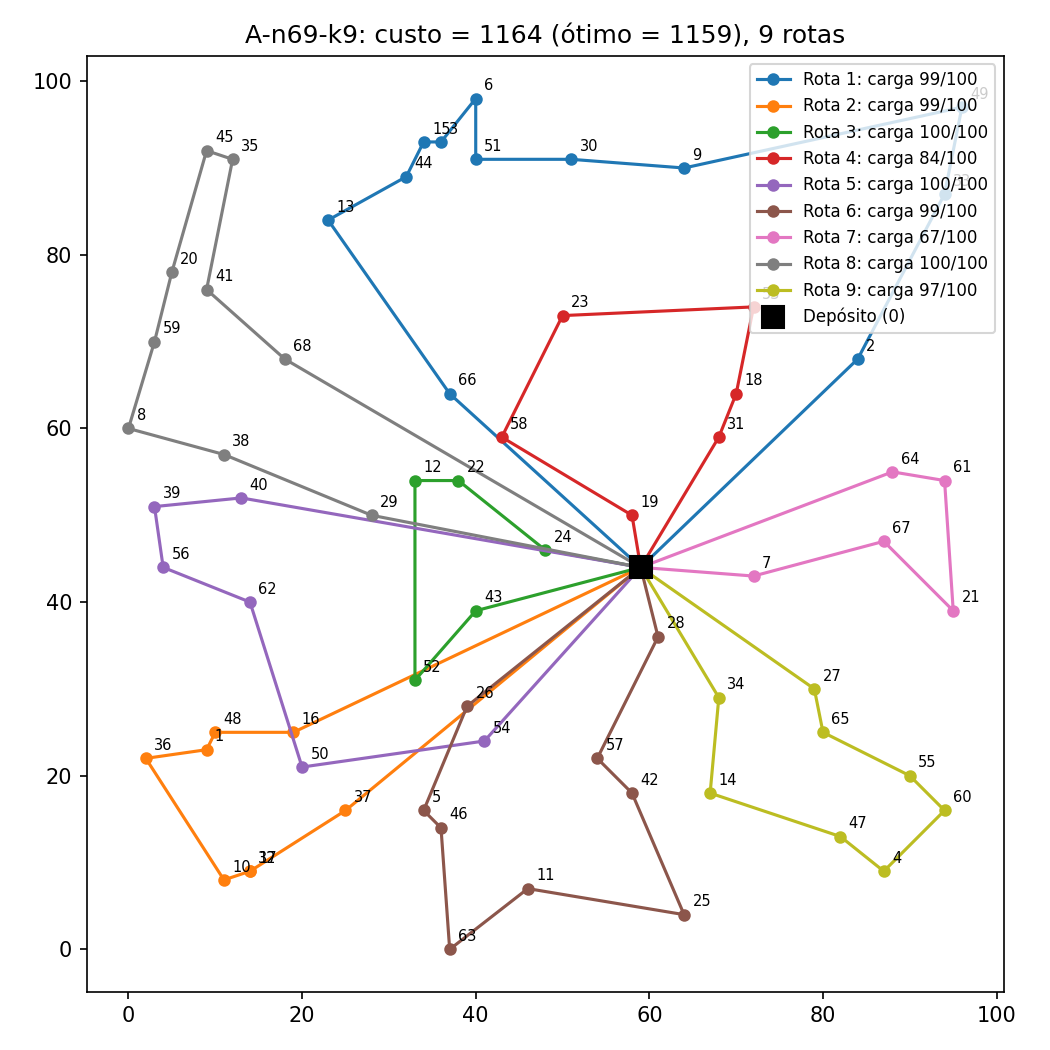 A-n69-k9: custo = 1164 (ótimo = 1159), 9 rotas
Rota 1: carga 99/100
Rota 2: carga 99/100
Rota 3: carga 100/100
Rota 4: carga 84/100
Rota 5: carga 100/100
Rota 6: carga 99/100
Rota 7: carga 67/100
Rota 8: carga 100/100
Rota 9: carga 97/100
Depósito (0)
100
80
60
40
20
0
0 20 40 60 80 100
6
49
45 35
51 30 9
44
13
20
41
23
59
68
2
66 18
8
58 31
38
12 22 64 61
39 40 29 19
24 67
56 7
62 43 21
28
52
26 34 27
48 16 54 65
36 1
50 57 55
37 5 42 14 60
46 47
10 4
11
25
63